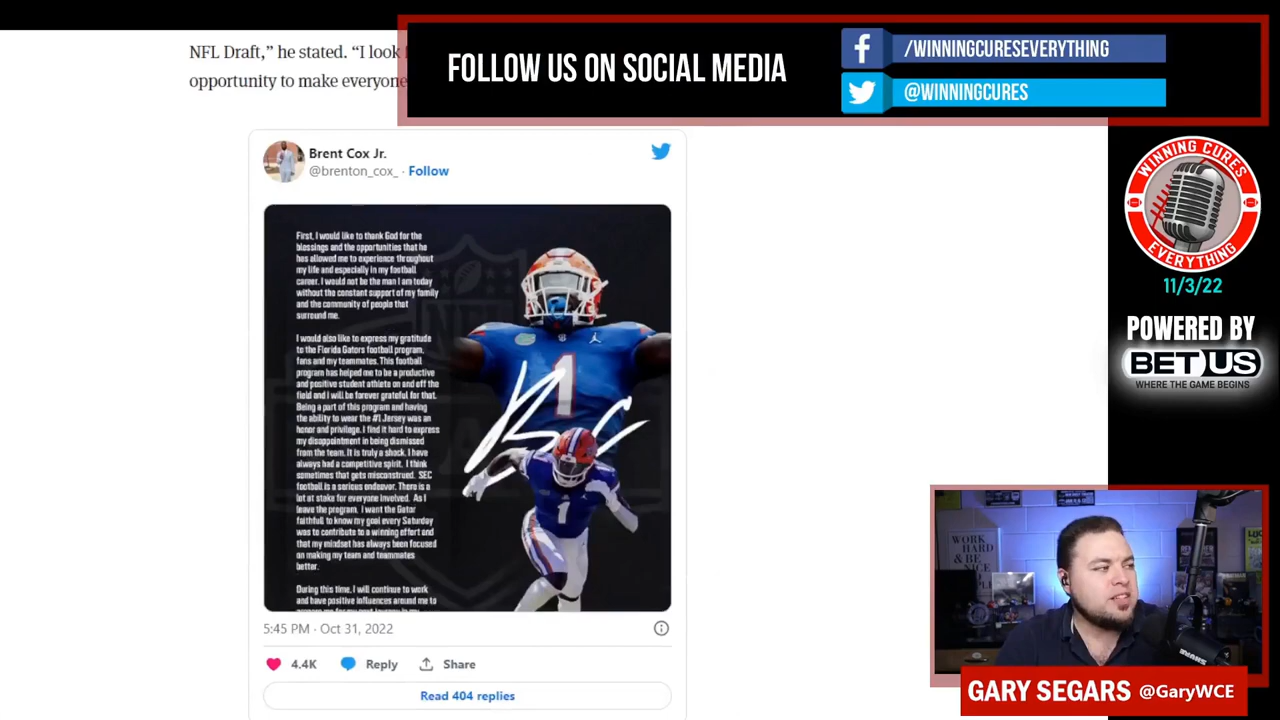 NFL Draft,” he stated. “I look
opportunity to make everyone
FOLLOW US ON SOCIAL MEDIA
/WINNINGCURESEVERYTHING
@WINNINGCURES
Brent Cox Jr.
@brenton_cox_ · Follow
First, I would like to thank God for the
blessings and the opportunities that he
has allowed me to experience throughout
my life and especially in my football
career. I would not be the man I am today
without the constant support of my family
and the community of people that
surround me.
I would also like to express my gratitude
to the Florida Gators football program,
fans and my teammates. This football
program has helped me to be a productive
and positive student athlete on and off the
field and I will be forever grateful for that.
Being a part of this program and having
the ability to wear the #1 Jersey was an
honor and privilege. I find it hard to express
my disappointment in being dismissed
from the team. It is truly a shock. I have
always had a competitive spirit. I think
sometimes that gets misconstrued. SEC
football is a serious endeavor. There is a
lot at stake for everyone involved. As I
leave the program, I want the Gator
faithfull to know my goal every Saturday
was to contribute to a winning effort and
that my mindset has always been focused
on making my team and teammates
better.
During this time, I will continue to work
and have positive influences around me to
1
1
5:45 PM · Oct 31, 2022
4.4K Reply Share
Read 404 replies
WINNING CURES
EVERYTHING
11/3/22
POWERED BY
BETUS
WHERE THE GAME BEGINS
WORK
HARD &
BE NICE
GARY SEGARS @GaryWCE